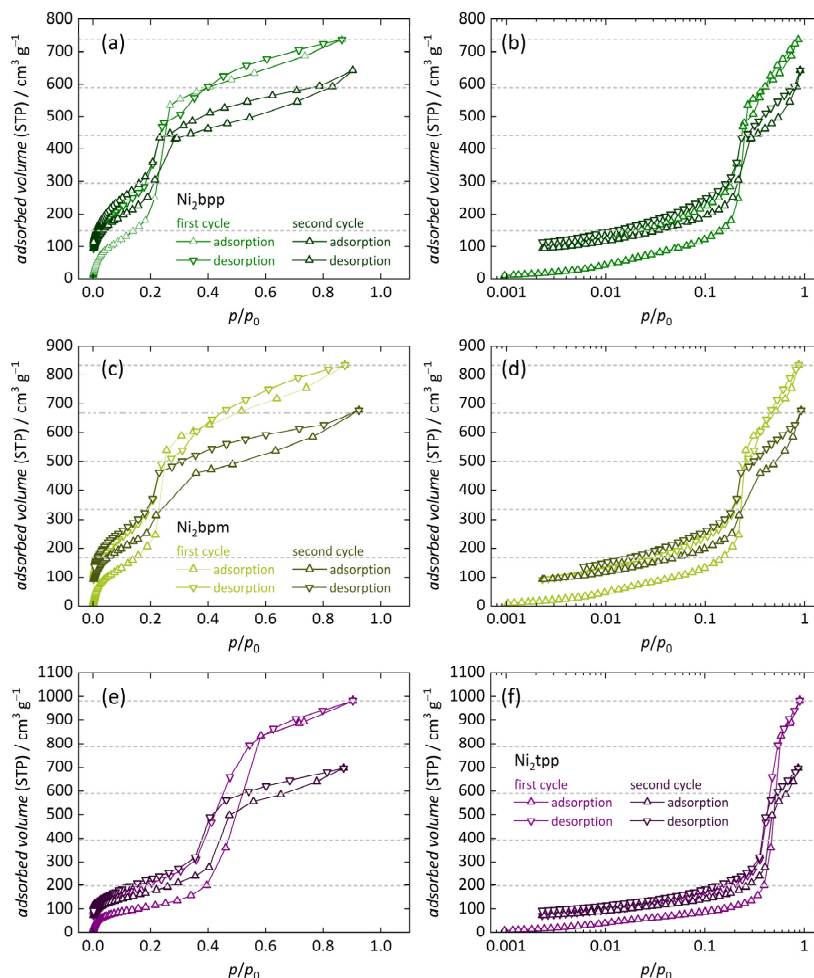 (a)
800
700
600
500
400
300
200
100
0
adsorbed volume (STP) / cm³ g⁻¹
Ni₂bpp
first cycle second cycle
adsorption adsorption
desorption desorption
0.0 0.2 0.4 0.6 0.8 1.0
p/p₀
(b)
800
700
600
500
400
300
200
100
0
adsorbed volume (STP) / cm³ g⁻¹
0.001 0.01 0.1 1
p/p₀
(c)
900
800
700
600
500
400
300
200
100
0
adsorbed volume (STP) / cm³ g⁻¹
Ni₂bpm
first cycle second cycle
adsorption adsorption
desorption desorption
0.0 0.2 0.4 0.6 0.8 1.0
p/p₀
(d)
900
800
700
600
500
400
300
200
100
0
adsorbed volume (STP) / cm³ g⁻¹
0.001 0.01 0.1 1
p/p₀
(e)
1100
1000
900
800
700
600
500
400
300
200
100
0
adsorbed volume (STP) / cm³ g⁻¹
0.0 0.2 0.4 0.6 0.8 1.0
p/p₀
(f)
1100
1000
900
800
700
600
500
400
300
200
100
0
adsorbed volume (STP) / cm³ g⁻¹
Ni₂tpp
first cycle second cycle
adsorption adsorption
desorption desorption
0.001 0.01 0.1 1
p/p₀